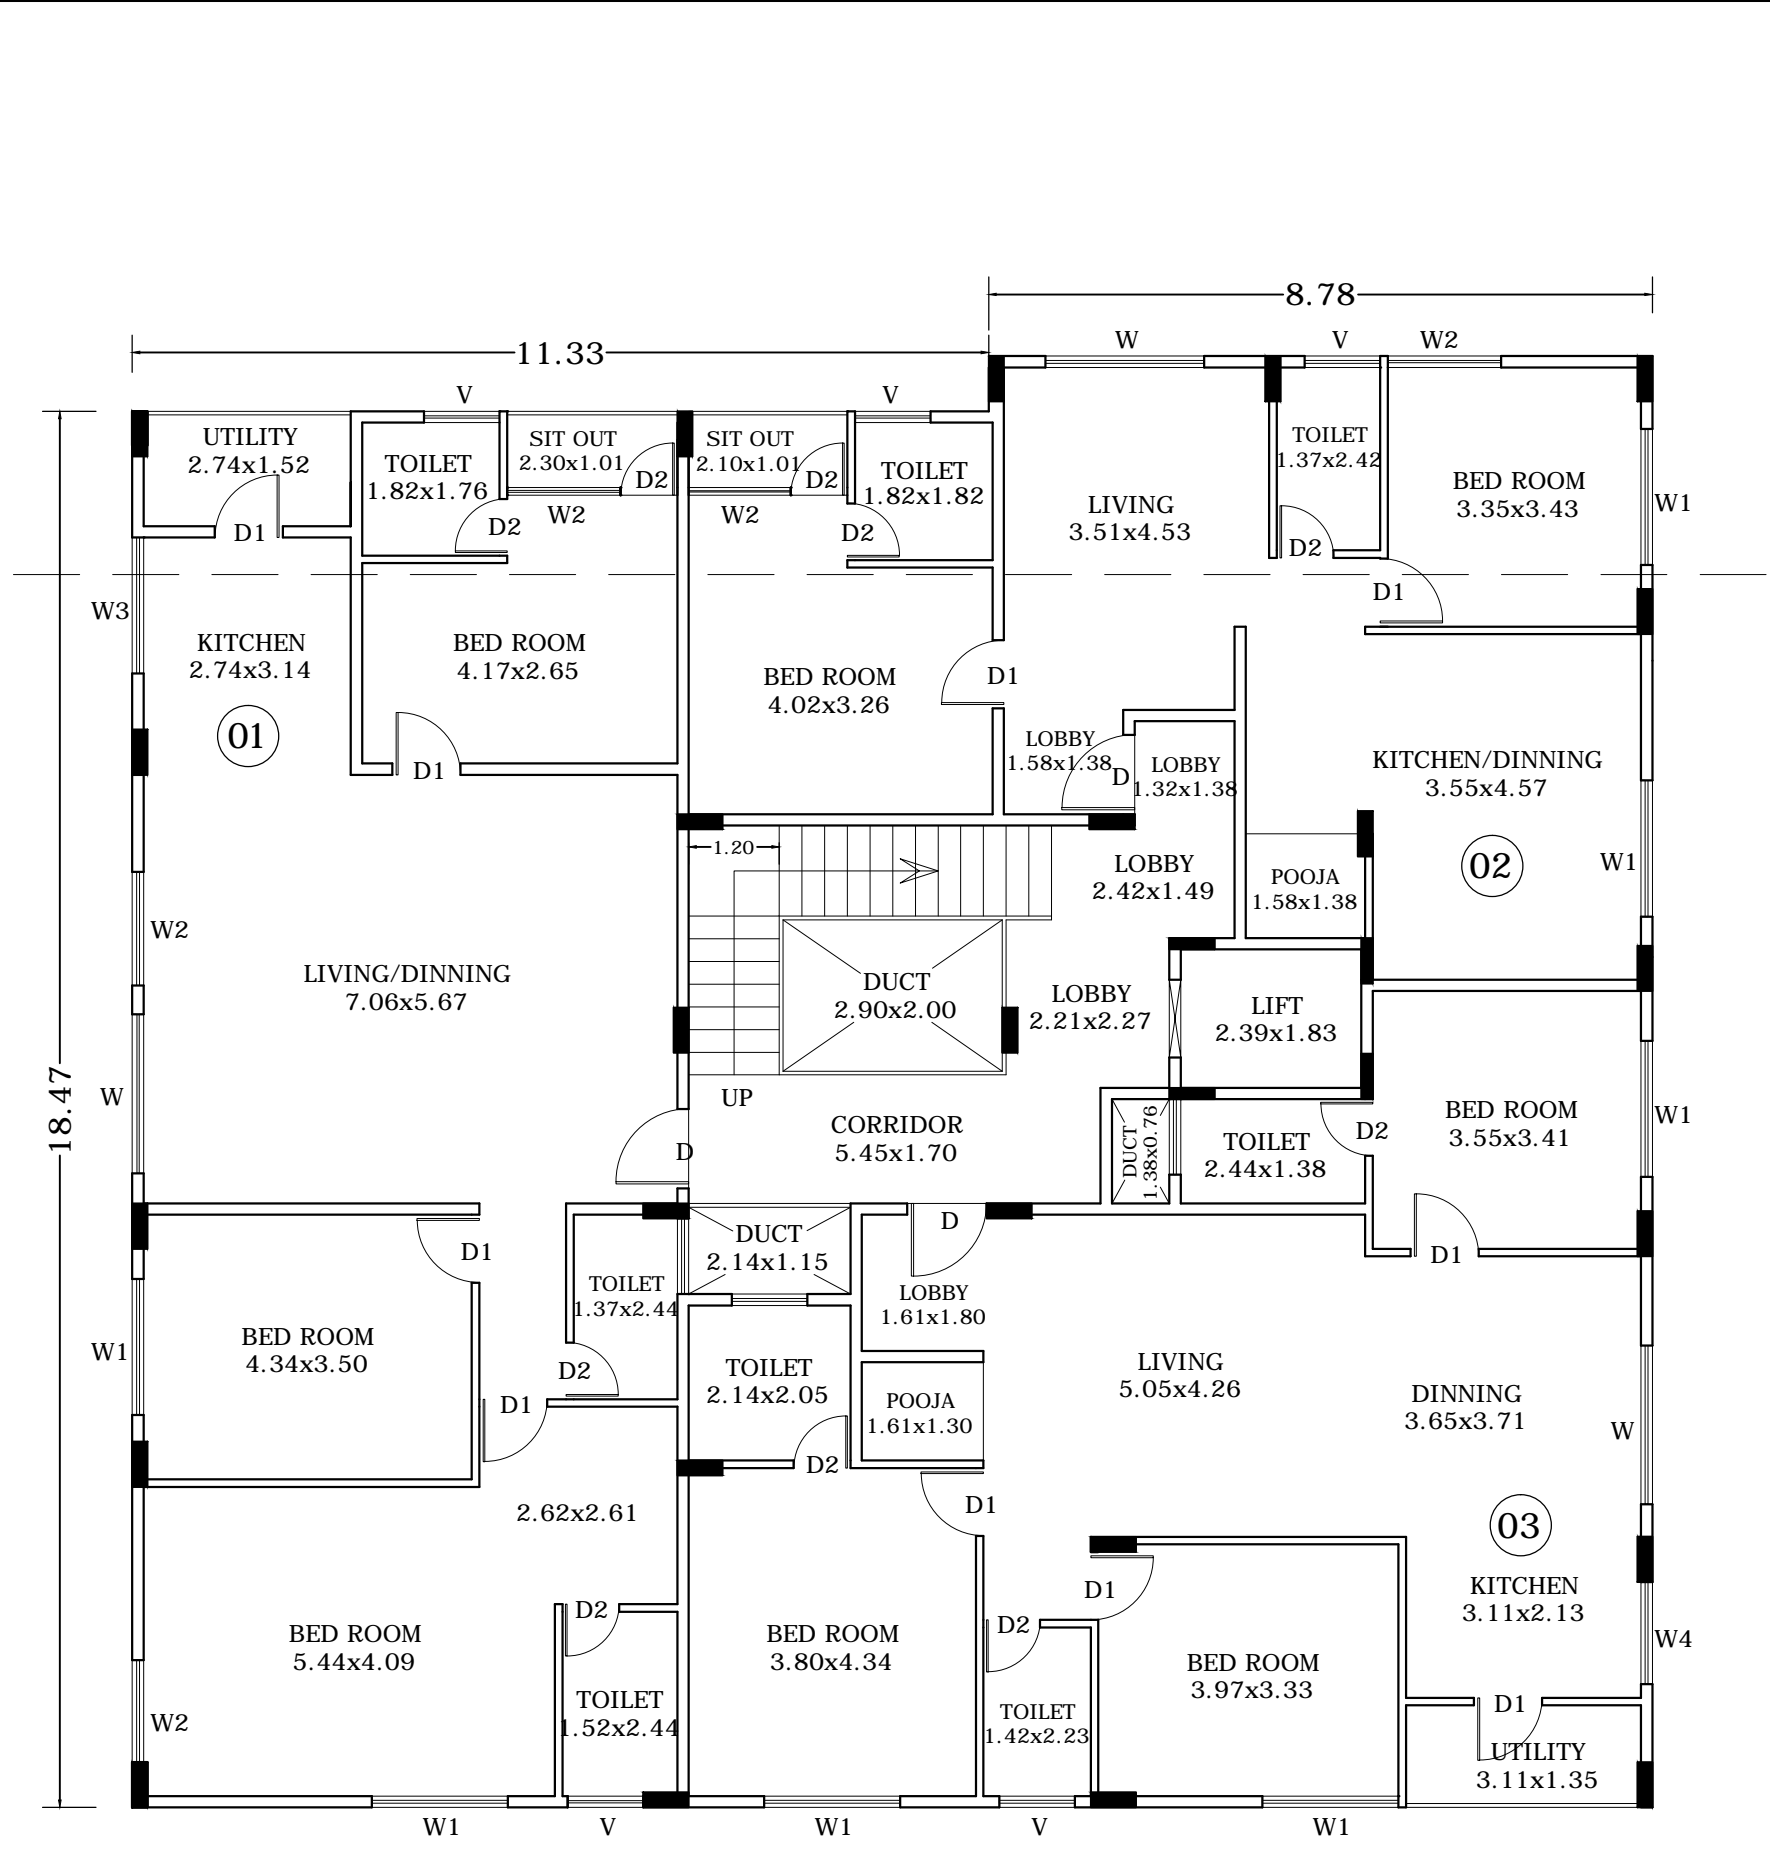 8.78
11.33
W
V
W2
V
V
UTILITY
2.74x1.52
TOILET
1.82x1.76
SIT OUT
2.30x1.01
D2
SIT OUT
2.10x1.01
D2
TOILET
1.82x1.82
TOILET
1.37x2.42
BED ROOM
3.35x3.43
W1
LIVING
3.51x4.53
D1
D2
W2
W2
D2
D2
D1
W3
KITCHEN
2.74x3.14
BED ROOM
4.17x2.65
BED ROOM
4.02x3.26
D1
01
D1
LOBBY
1.58x1.38
D
LOBBY
1.32x1.38
KITCHEN/DINNING
3.55x4.57
1.20
LOBBY
2.42x1.49
POOJA
1.58x1.38
02
W1
W2
LIVING/DINNING
7.06x5.67
DUCT
2.90x2.00
LOBBY
2.21x2.27
LIFT
2.39x1.83
18.47
W
UP
CORRIDOR
5.45x1.70
D
DUCT
1.38x0.76
TOILET
2.44x1.38
D2
BED ROOM
3.55x3.41
W1
D1
DUCT
2.14x1.15
D
D1
TOILET
1.37x2.44
LOBBY
1.61x1.80
W1
BED ROOM
4.34x3.50
D2
D1
TOILET
2.14x2.05
POOJA
1.61x1.30
LIVING
5.05x4.26
DINNING
3.65x3.71
W
D2
2.62x2.61
D1
03
D1
KITCHEN
3.11x2.13
D2
D2
W4
BED ROOM
5.44x4.09
BED ROOM
3.80x4.34
BED ROOM
3.97x3.33
W2
TOILET
1.52x2.44
TOILET
1.42x2.23
D1
UTILITY
3.11x1.35
W1
V
W1
V
W1